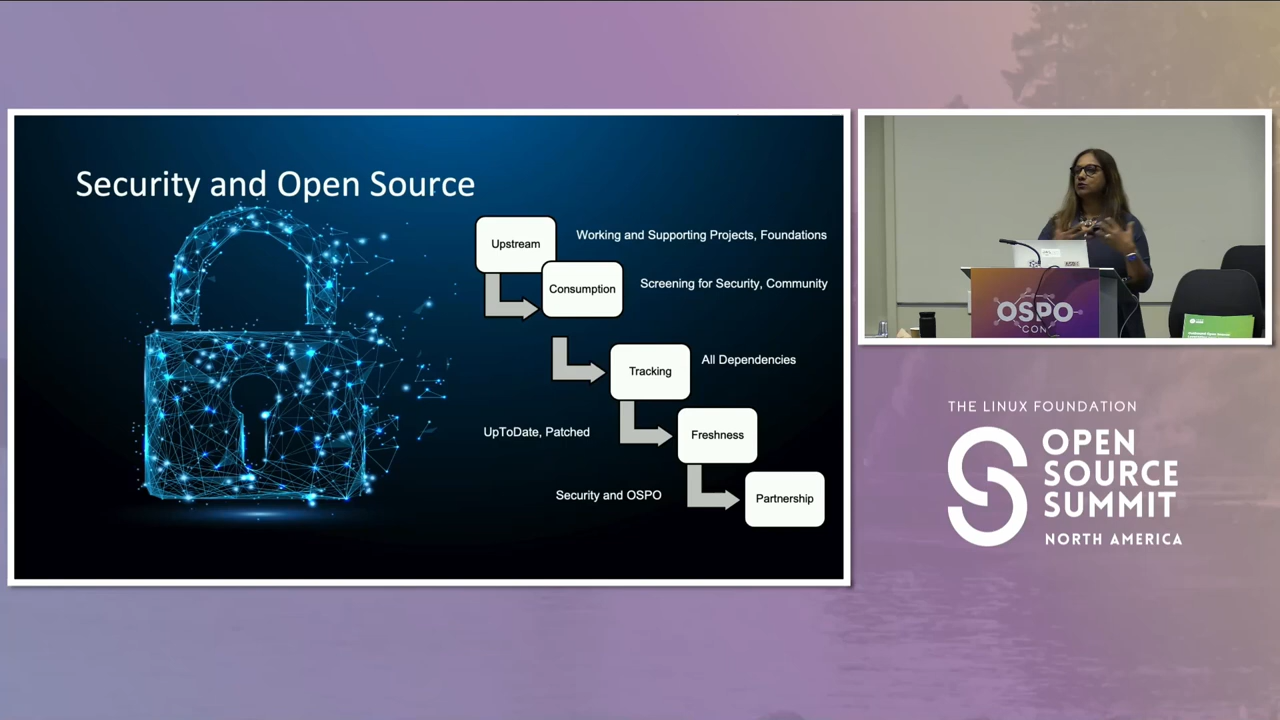 Security and Open Source
Upstream
Working and Supporting Projects, Foundations
Consumption
Screening for Security, Community
Tracking
All Dependencies
UpToDate, Patched
Freshness
Security and OSPO
Partnership
OSPO
CON
THE LINUX FOUNDATION
OPEN
SOURCE
SUMMIT
NORTH AMERICA